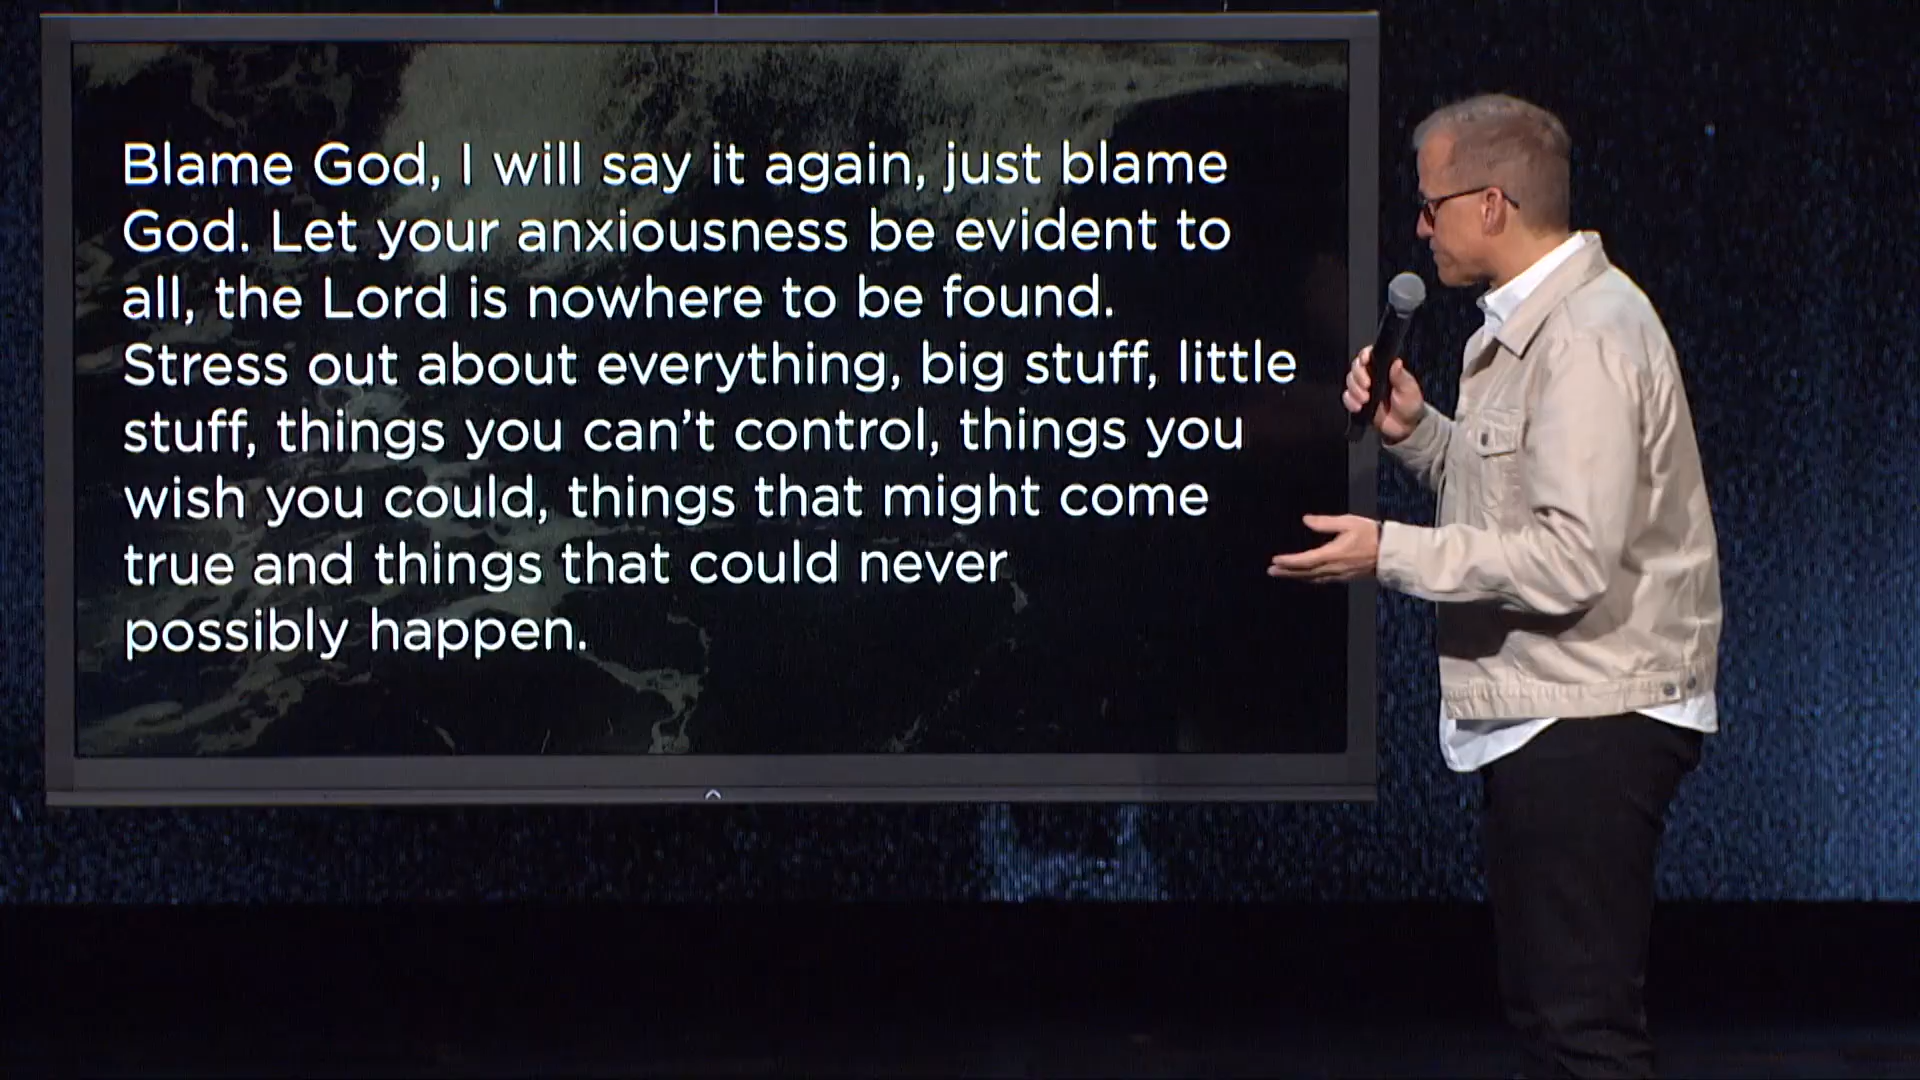 Blame God, I will say it again, just blame
God. Let your anxiousness be evident to
all, the Lord is nowhere to be found.
Stress out about everything, big stuff, little
stuff, things you can’t control, things you
wish you could, things that might come
true and things that could never
possibly happen.